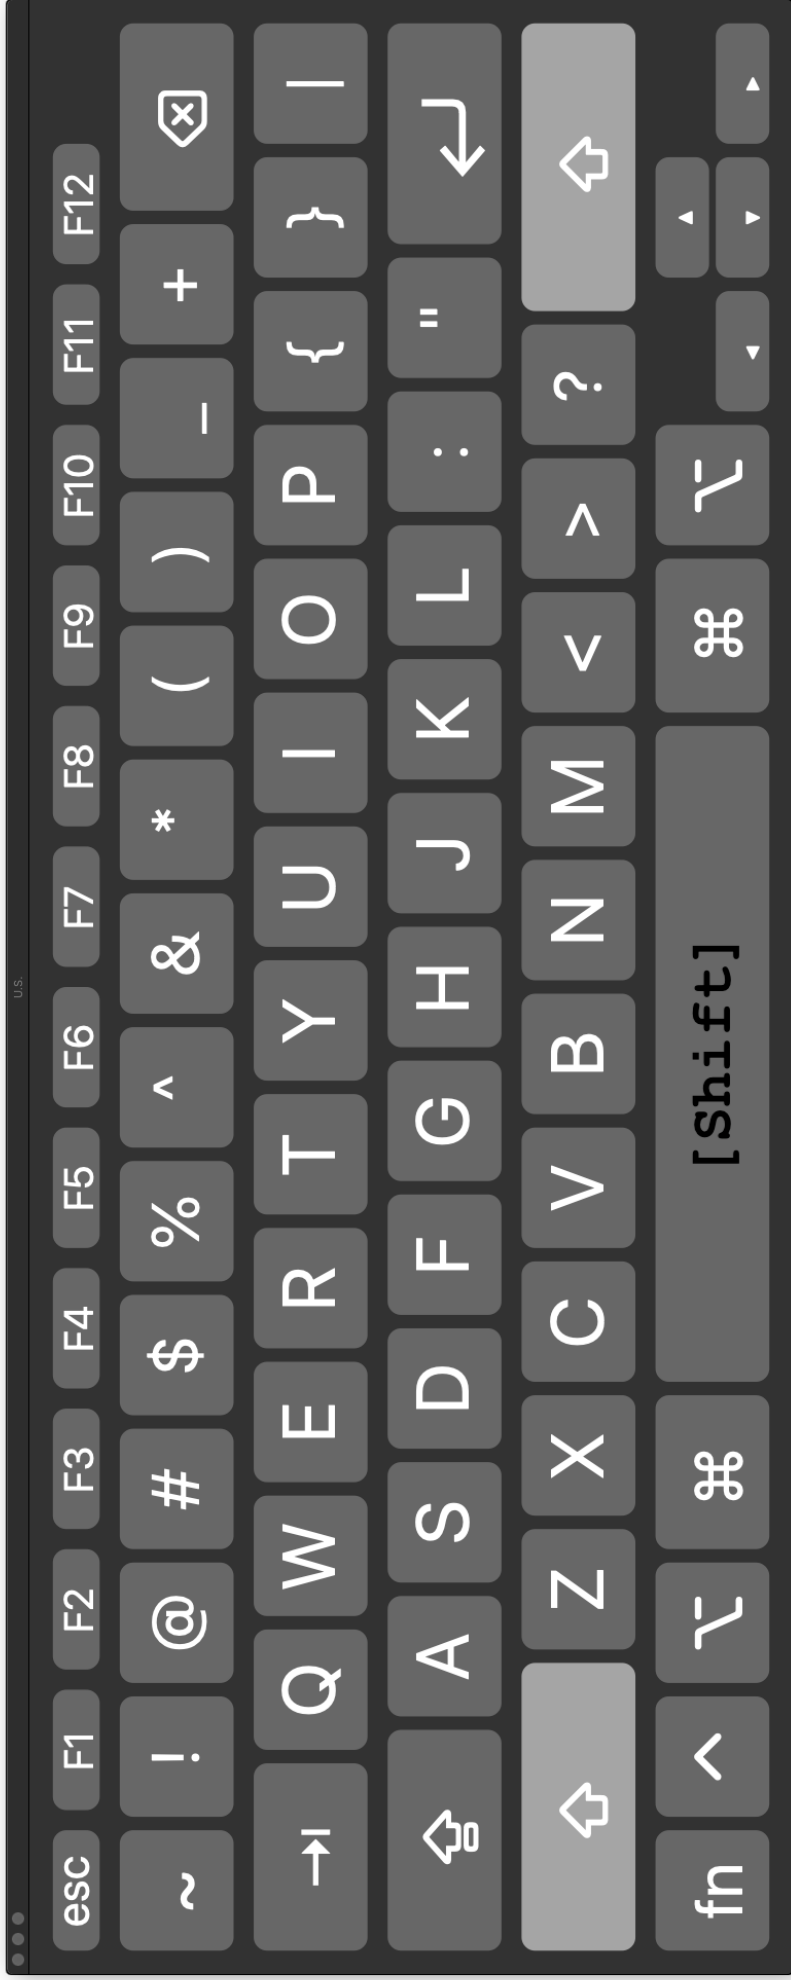 U.S.
esc F1 F2 F3 F4 F5 F6 F7 F8 F9 F10 F11 F12
~ ! @ # $ % ^ & * ( ) _ +
Q W E R T Y U I O P { } |
A S D F G H J K L : "
Z X C V B N M < > ?
fn ⌥ ⌘ [Shift] ⌘ ⌥